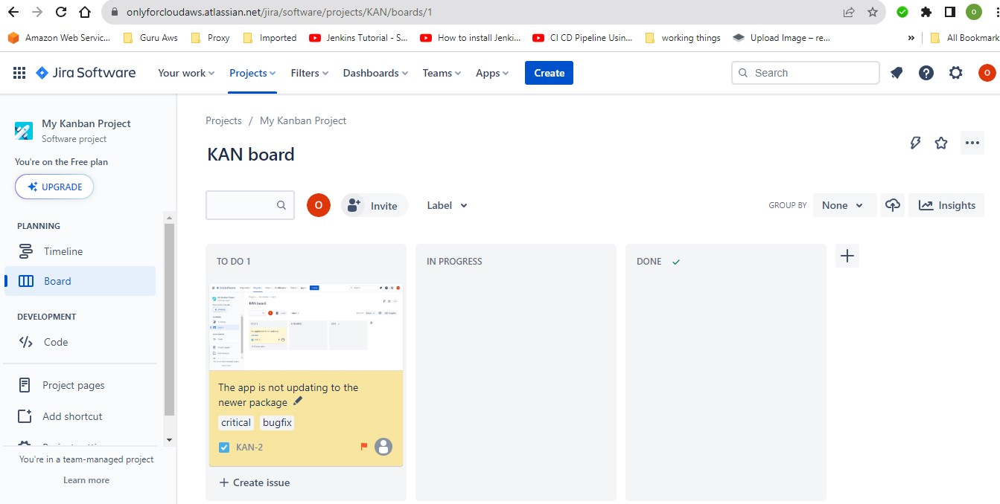 onlyforcloudaws.atlassian.net/jira/software/projects/KAN/boards/1
O
Amazon Web Servic... Guru Aws Proxy Imported Jenkins Tutorial - S... How to install Jenki... CI CD Pipeline Usin... working things Upload Image – re... » All Bookmark
Jira Software Your work Projects Filters Dashboards Teams Apps Create Search ? O
My Kanban Project
Software project
You're on the Free plan
UPGRADE
PLANNING
Timeline
Board
DEVELOPMENT
Code
Project pages
Add shortcut
You're in a team-managed project
Learn more
Projects / My Kanban Project
KAN board
O Invite Label GROUP BY None Insights
TO DO 1 IN PROGRESS DONE
KAN board
The app is not updating to the
newer package
critical bugfix
KAN-2
+ Create issue